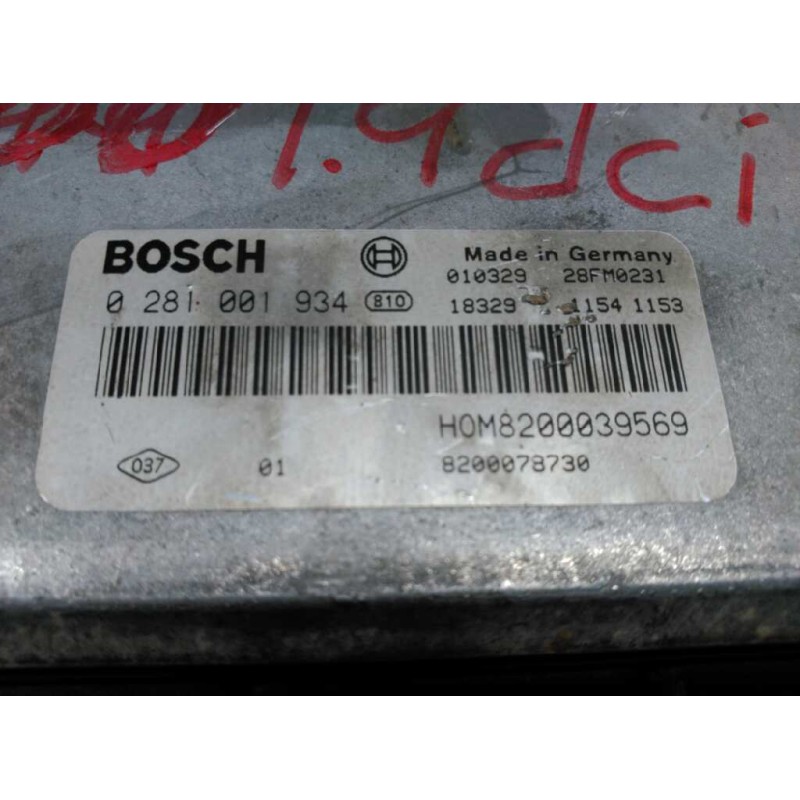 1.9dci
BOSCH Made in Germany
010329 28FM0231
0 281 001 934 810 18329 1154 1153
HOM8200039569
037 01 8200078730